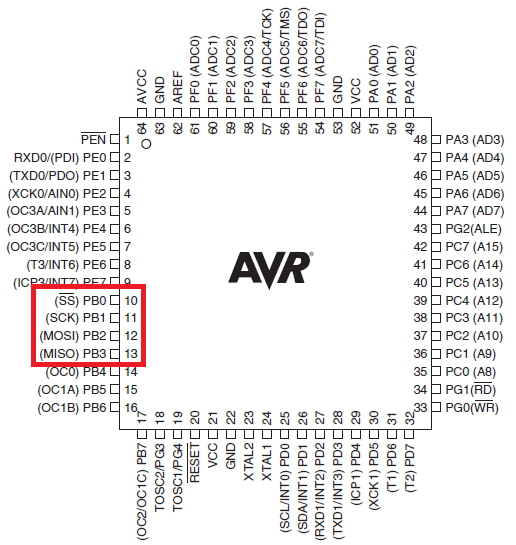 AVCC
GND
AREF
PF0 (ADC0)
PF1 (ADC1)
PF2 (ADC2)
PF3 (ADC3)
PF4 (ADC4/TCK)
PF5 (ADC5/TMS)
PF6 (ADC6/TDO)
PF7 (ADC7/TDI)
GND
VCC
PA0 (AD0)
PA1 (AD1)
PA2 (AD2)
64 63 62 61 60 59 58 57 56 55 54 53 52 51 50 49
PEN 1
RXD0/(PDI) PE0 2
(TXD0/PDO) PE1 3
(XCK0/AIN0) PE2 4
(OC3A/AIN1) PE3 5
(OC3B/INT4) PE4 6
(OC3C/INT5) PE5 7
(T3/INT6) PE6 8
(ICP3/INT7) PE7 9
(SS) PB0 10
(SCK) PB1 11
(MOSI) PB2 12
(MISO) PB3 13
(OC0) PB4 14
(OC1A) PB5 15
(OC1B) PB6 16
AVR®
48 PA3 (AD3)
47 PA4 (AD4)
46 PA5 (AD5)
45 PA6 (AD6)
44 PA7 (AD7)
43 PG2(ALE)
42 PC7 (A15)
41 PC6 (A14)
40 PC5 (A13)
39 PC4 (A12)
38 PC3 (A11)
37 PC2 (A10)
36 PC1 (A9)
35 PC0 (A8)
34 PG1(RD)
33 PG0(WR)
17 18 19 20 21 22 23 24 25 26 27 28 29 30 31 32
(OC2/OC1C) PB7
TOSC2/PG3
TOSC1/PG4
RESET
VCC
GND
XTAL2
XTAL1
(SCL/INT0) PD0
(SDA/INT1) PD1
(RXD1/INT2) PD2
(TXD1/INT3) PD3
(ICP1) PD4
(XCK1) PD5
(T1) PD6
(T2) PD7